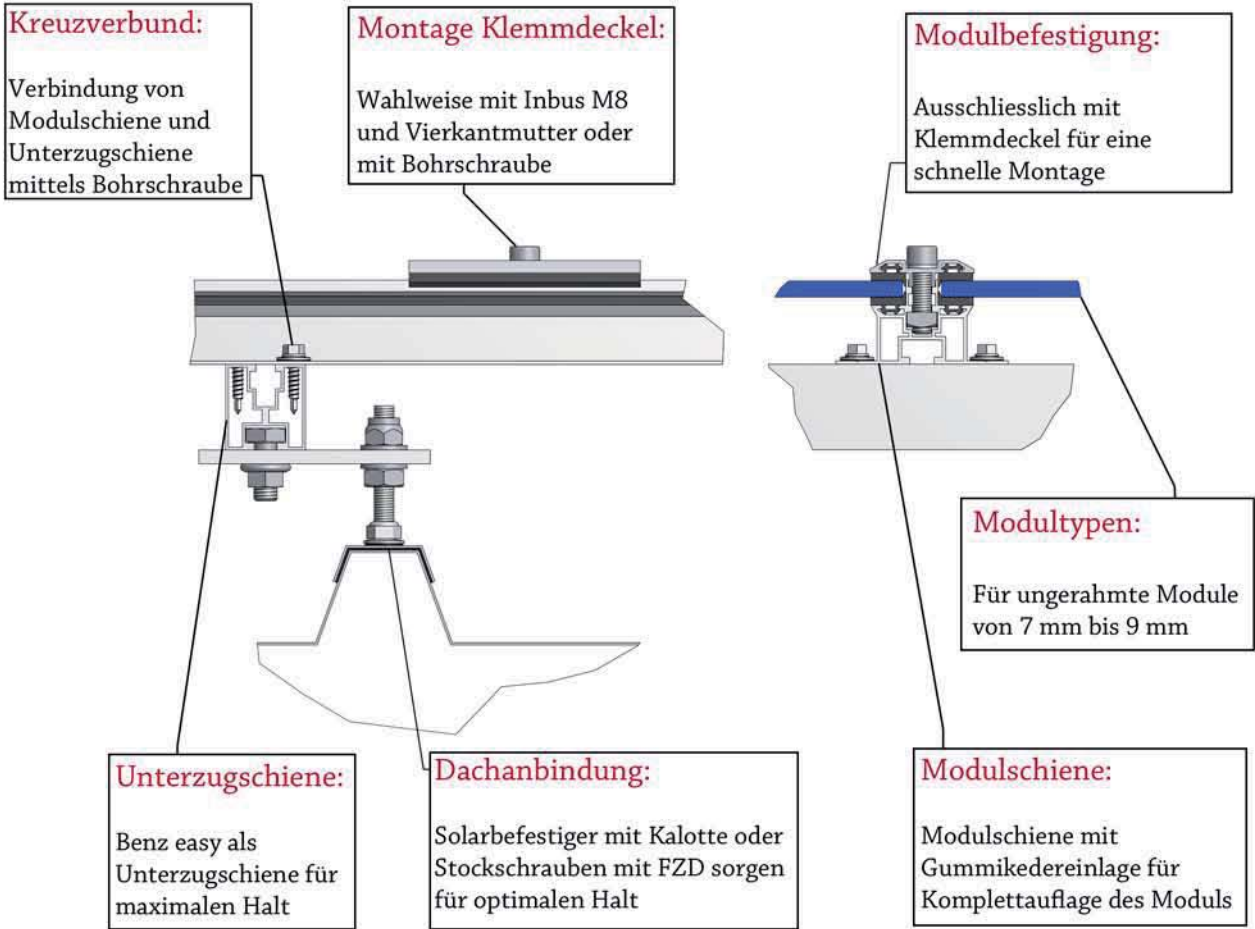 Kreuzverbund:
Verbindung von
Modulschiene und
Unterzugschiene
mittels Bohrschraube
Montage Klemmdeckel:
Wahlweise mit Inbus M8
und Vierkantmutter oder
mit Bohrschraube
Modulbefestigung:
Ausschliesslich mit
Klemmdeckel für eine
schnelle Montage
Modultypen:
Für ungerahmte Module
von 7 mm bis 9 mm
Unterzugschiene:
Benz easy als
Unterzugschiene für
maximalen Halt
Dachanbindung:
Solarbefestiger mit Kalotte oder
Stockschrauben mit FZD sorgen
für optimalen Halt
Modulschiene:
Modulschiene mit
Gummikedereinlage für
Komplettauflage des Moduls